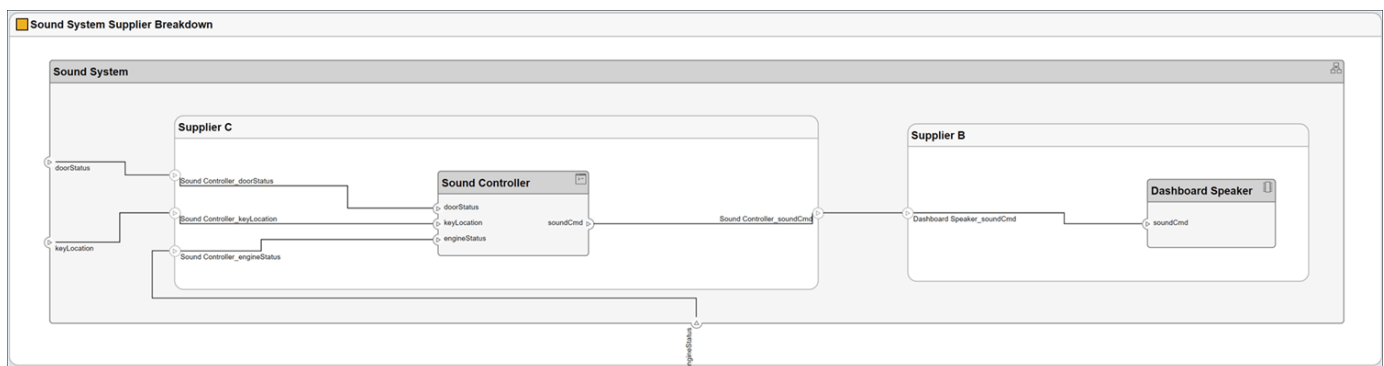 Sound System Supplier Breakdown
Sound System
Supplier C
Supplier B
doorStatus
Sound Controller_doorStatus
Sound Controller
doorStatus
Dashboard Speaker
keyLocation
Sound Controller_keyLocation
keyLocation
soundCmd
Sound Controller_soundCmd
Dashboard Speaker_soundCmd
soundCmd
engineStatus
Sound Controller_engineStatus